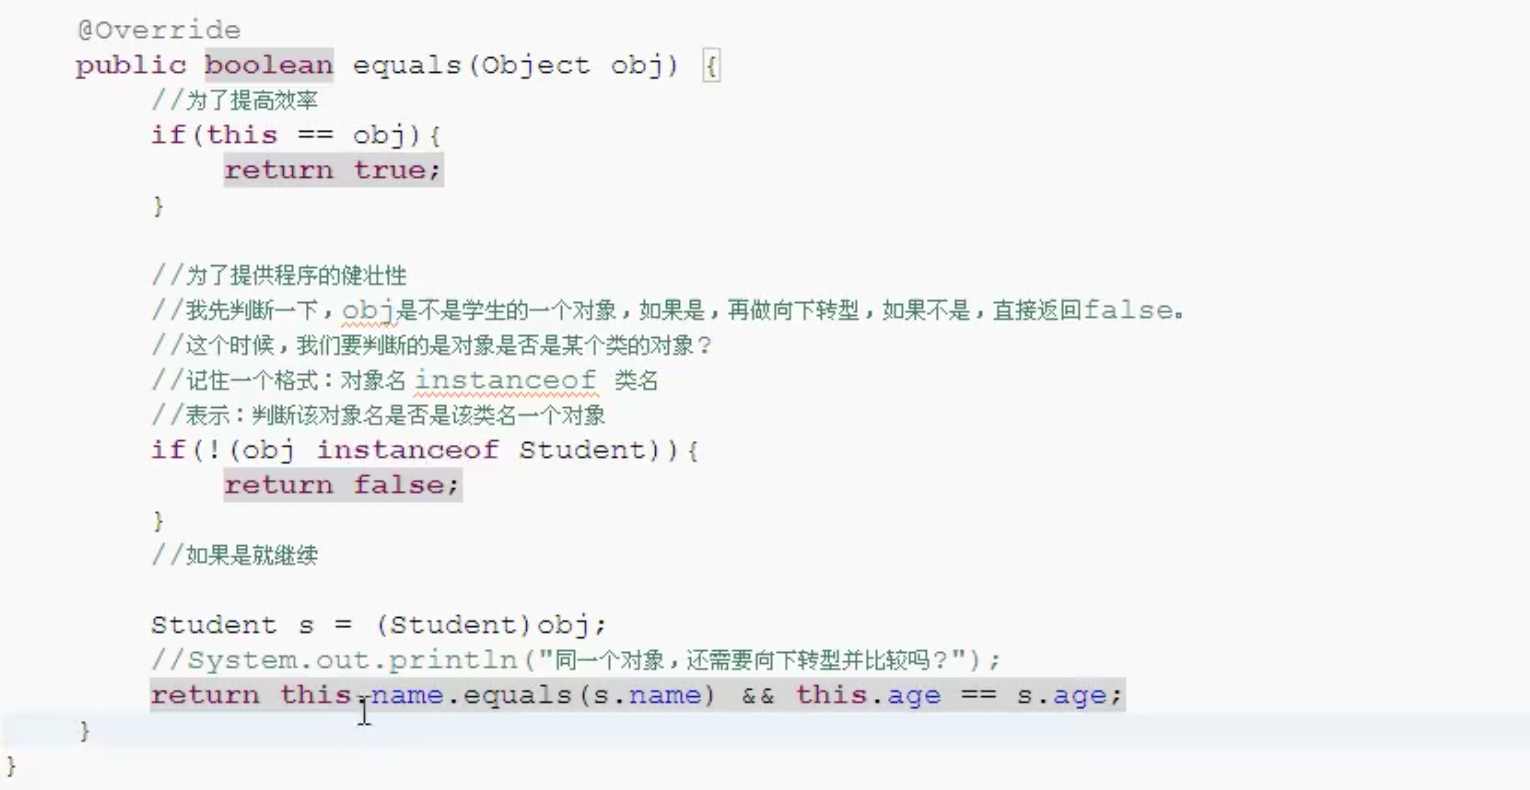 @Override
public boolean equals(Object obj) {
//为了提高效率
if(this == obj){
return true;
}
//为了提供程序的健壮性
//我先判断一下，obj是不是学生的一个对象，如果是，再做向下转型，如果不是，直接返回false。
//这个时候，我们要判断的是对象是否是某个类的对象？
//记住一个格式：对象名 instanceof 类名
//表示：判断该对象名是否是该类名一个对象
if(!(obj instanceof Student)){
return false;
}
//如果是就继续
Student s = (Student)obj;
//System.out.println("同一个对象，还需要向下转型并比较吗？");
return this.name.equals(s.name) && this.age == s.age;
}
}